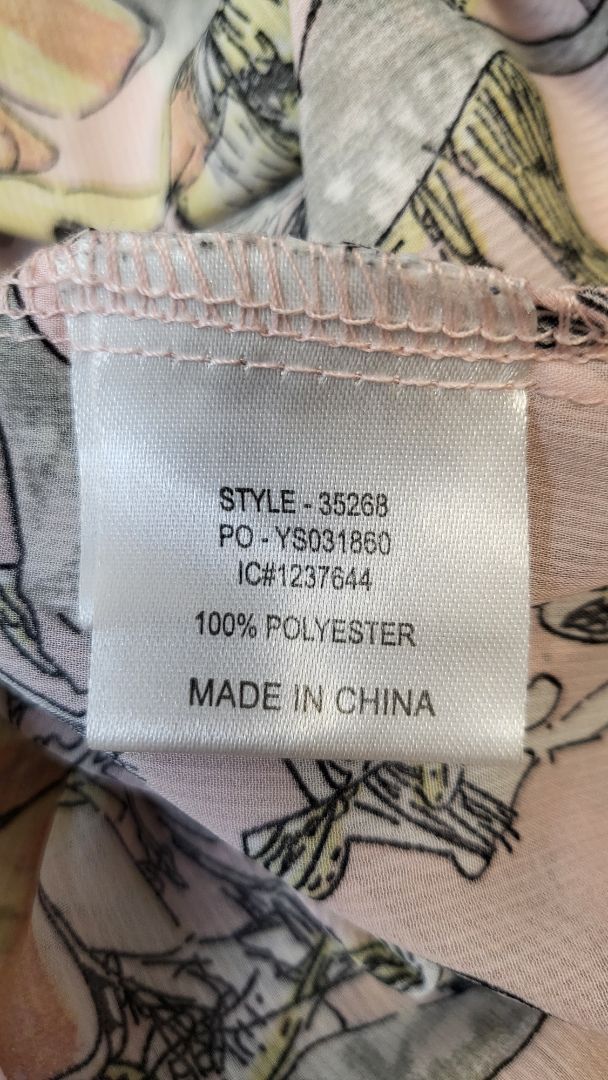 STYLE - 35268
PO - YS031860
IC#1237644
100% POLYESTER
MADE IN CHINA